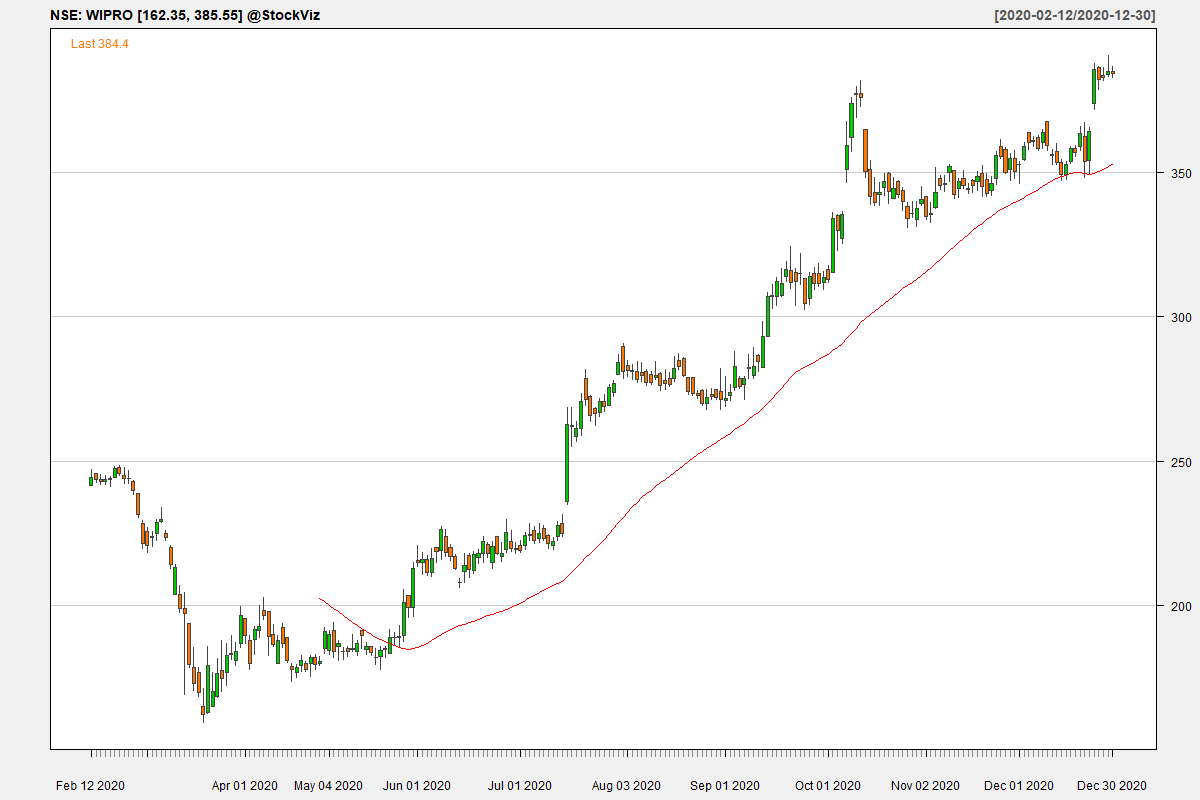 NSE: WIPRO [162.35, 385.55] @StockViz
[2020-02-12/2020-12-30]
Last 384.4
350
300
250
200
Feb 12 2020
Apr 01 2020
May 04 2020
Jun 01 2020
Jul 01 2020
Aug 03 2020
Sep 01 2020
Oct 01 2020
Nov 02 2020
Dec 01 2020
Dec 30 2020